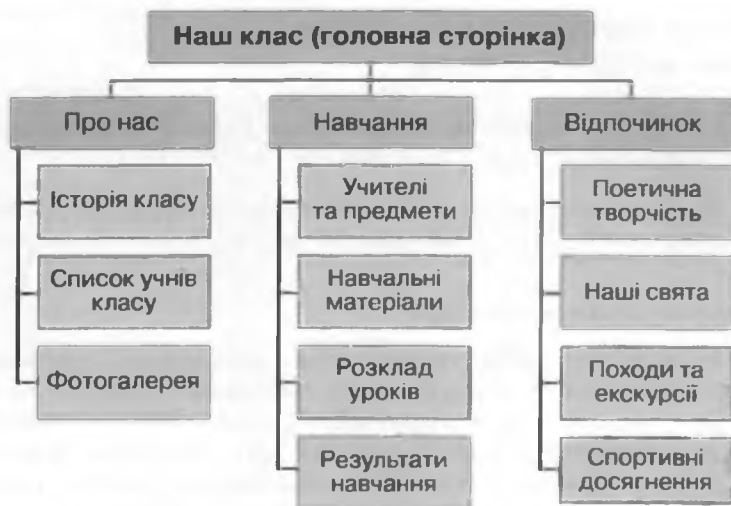 Наш клас (головна сторінка)
Про нас
Історія класу
Список учнів
класу
Фотогалерея
Навчання
Учителі
та предмети
Навчальні
матеріали
Розклад
уроків
Результати
навчання
Відпочинок
Поетична
творчість
Наші свята
Походи та
екскурсії
Спортивні
досягнення